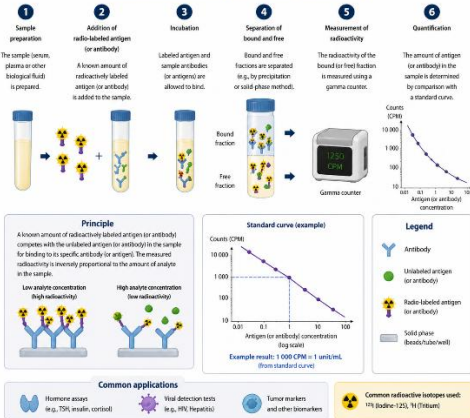 1
Sample
preparation
The sample (serum,
plasma or other
biological fluid)
is prepared.
2
Addition of
radio-labeled antigen
(or antibody)
A known amount of
radioactively labeled
antigen (or antibody)
is added to the sample.
3
Incubation
Labeled antigen and
sample antibodies
(or antigens) are
allowed to bind.
4
Separation of
bound and free
Bound and free
fractions are separated
(e.g., by precipitation
or solid-phase method).
5
Measurement of
radioactivity
The radioactivity of the
bound (or free) fraction
is measured using a
gamma counter.
6
Quantification
The amount of antigen
(or antibody) in the
sample is determined
by comparison with
a standard curve.
+
Bound
fraction
Free
fraction
1250
CPM
Gamma counter
Counts
(CPM)
10 000
1 000
100
10
0.01 0.1 1 10 100
Antigen (or antibody)
concentration
Principle
A known amount of radioactively labeled antigen (or antibody)
competes with the unlabeled antigen (or antibody) in the sample
for binding to its specific antibody (or antigen). The measured
radioactivity is inversely proportional to the amount of analyte
in the sample.
Low analyte concentration
(high radioactivity)
High analyte concentration
(low radioactivity)
Standard curve (example)
Counts (CPM)
10 000
1 000
100
10
0.01 0.1 1 10 100
Antigen (or antibody) concentration
(log scale)
Example result: 1 000 CPM = 1 unit/mL
(from standard curve)
Legend
Antibody
Unlabeled antigen
(or antibody)
Radio-labeled antigen
(or antibody)
Solid phase
(beads/tube/well)
Common applications
Hormone assays
(e.g., TSH, insulin, cortisol)
Viral detection tests
(e.g., HIV, Hepatitis)
Tumor markers
and other biomarkers
Common radioactive isotopes used:
¹²⁵I (Iodine-125), ³H (Tritium)